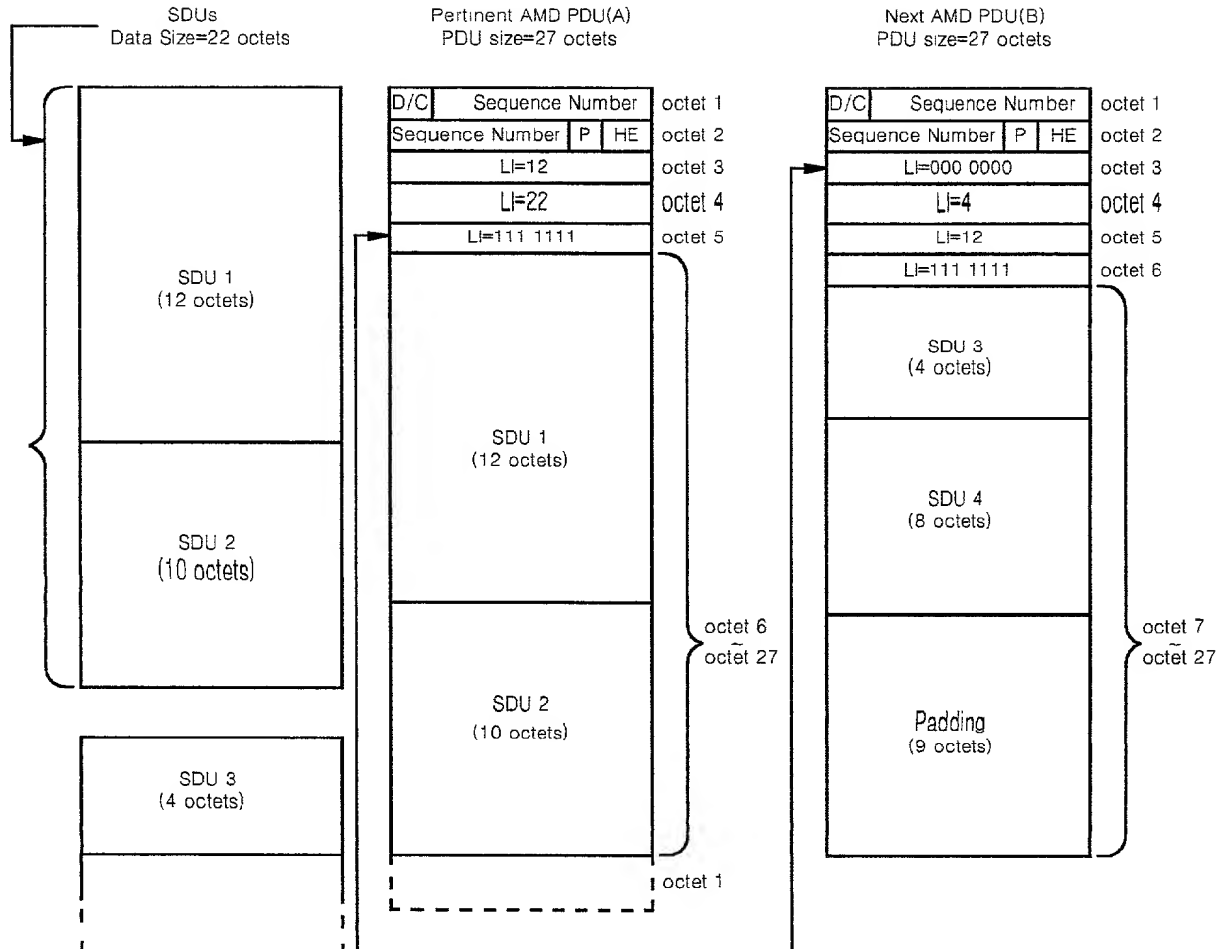 SDUs
Data Size=22 octets
SDU 1
(12 octets)
SDU 2
(10 octets)
SDU 3
(4 octets)
Pertinent AMD PDU(A)
PDU size=27 octets
D/C Sequence Number octet 1
Sequence Number P HE octet 2
LI=12 octet 3
LI=22 octet 4
LI=111 1111 octet 5
SDU 1
(12 octets)
SDU 2
(10 octets)
octet 6
~
octet 27
octet 1
Next AMD PDU(B)
PDU size=27 octets
D/C Sequence Number octet 1
Sequence Number P HE octet 2
LI=000 0000 octet 3
LI=4 octet 4
LI=12 octet 5
LI=111 1111 octet 6
SDU 3
(4 octets)
SDU 4
(8 octets)
Padding
(9 octets)
octet 7
~
octet 27